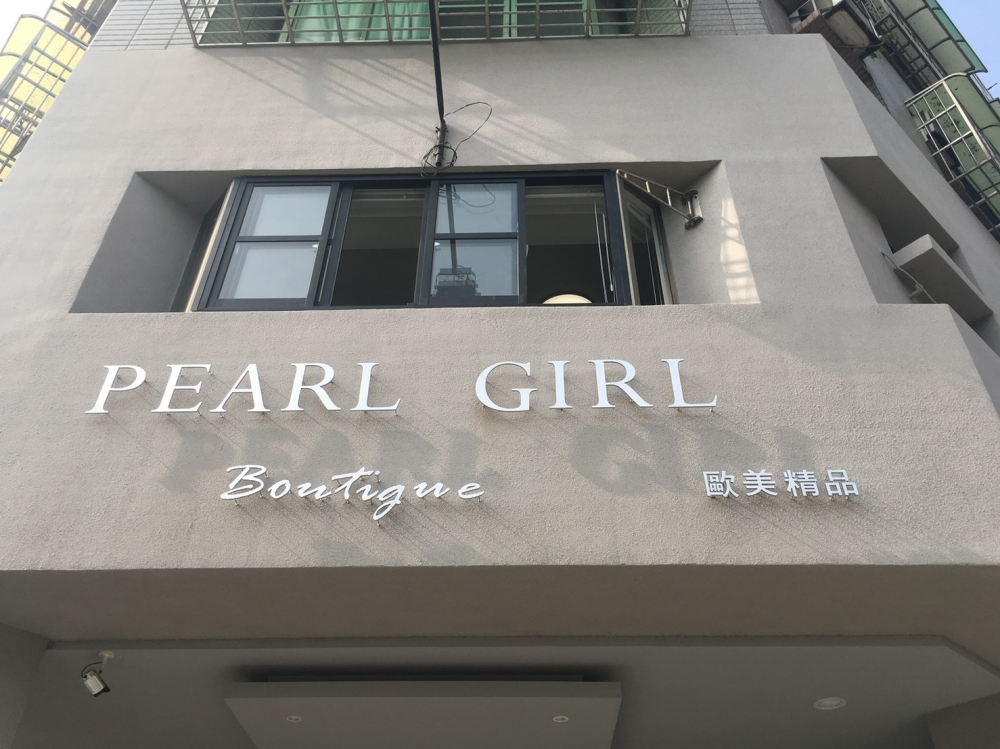 PEARL GIRL
Boutique 歐美精品